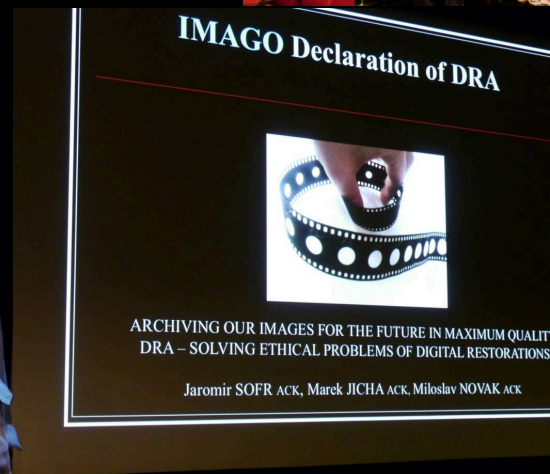 IMAGO Declaration of DRA
ARCHIVING OUR IMAGES FOR THE FUTURE IN MAXIMUM QUALIT
DRA – SOLVING ETHICAL PROBLEMS OF DIGITAL RESTORATIONS
Jaromir SOFR ACK, Marek JICHA ACK, Miloslav NOVAK ACK